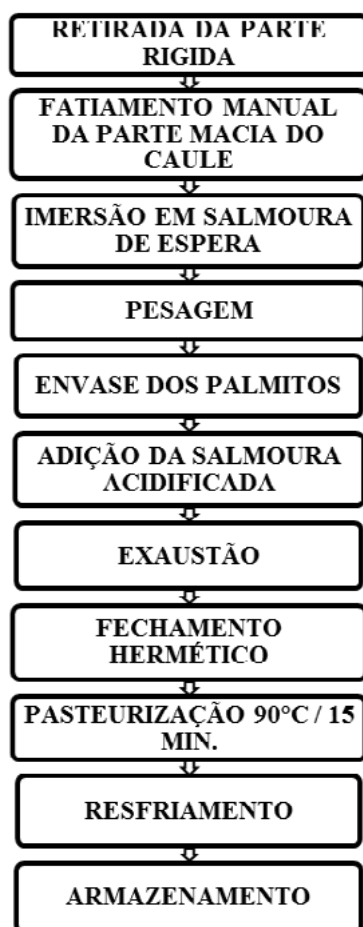 RETIRADA DA PARTE
RIGIDA
FATIAMENTO MANUAL
DA PARTE MACIA DO
CAULE
IMERSÃO EM SALMOURA
DE ESPERA
PESAGEM
ENVASE DOS PALMITOS
ADIÇÃO DA SALMOURA
ACIDIFICADA
EXAUSTÃO
FECHAMENTO
HERMÉTICO
PASTEURIZAÇÃO 90°C / 15
MIN.
RESFRIAMENTO
ARMAZENAMENTO